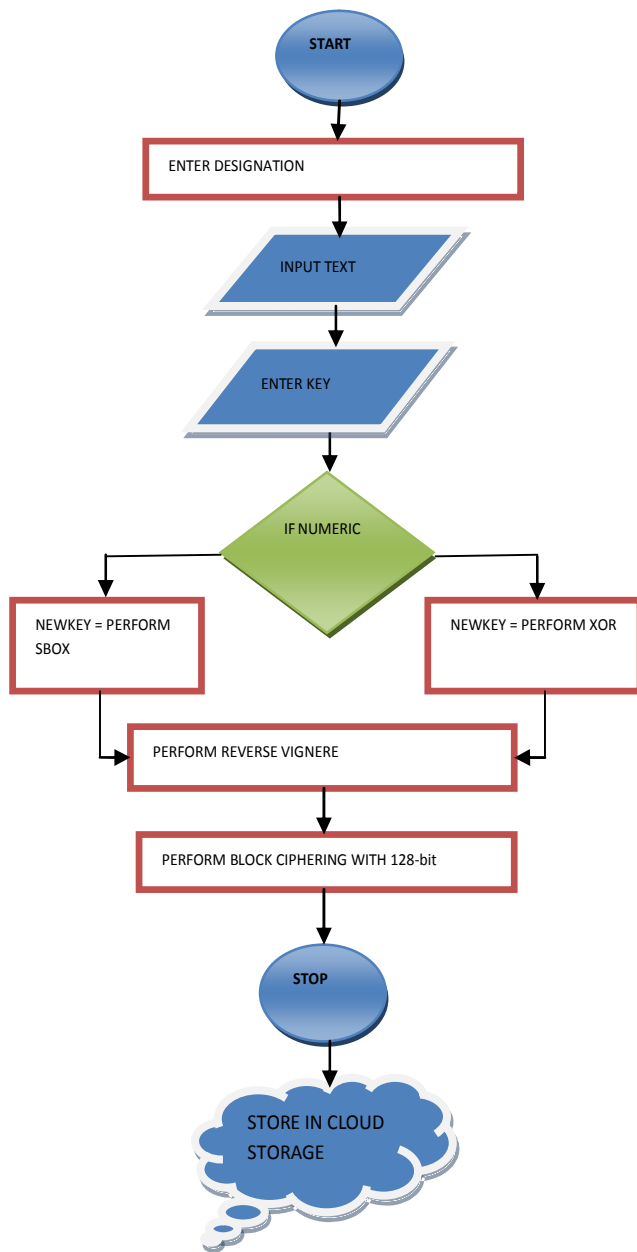 START
ENTER DESIGNATION
INPUT TEXT
ENTER KEY
IF NUMERIC
NEWKEY = PERFORM
SBOX
NEWKEY = PERFORM XOR
PERFORM REVERSE VIGNERE
PERFORM BLOCK CIPHERING WITH 128-bit
STOP
STORE IN CLOUD
STORAGE